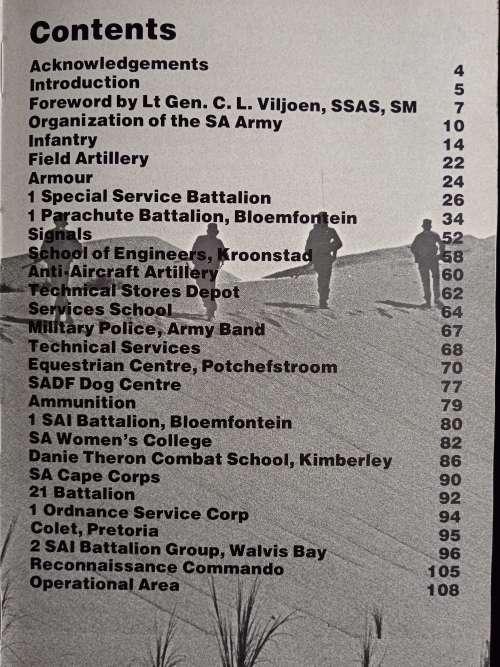 Contents
Acknowledgements 4
Introduction 5
Foreword by Lt Gen. C. L. Viljoen, SSAS, SM 7
Organization of the SA Army 10
Infantry 14
Field Artillery 22
Armour 24
1 Special Service Battalion 26
1 Parachute Battalion, Bloemfontein 34
Signals 52
School of Engineers, Kroonstad 58
Anti-Aircraft Artillery 60
Technical Stores Depot 62
Services School 64
Military Police, Army Band 67
Technical Services 68
Equestrian Centre, Potchefstroom 70
SADF Dog Centre 77
Ammunition 79
1 SAI Battalion, Bloemfontein 80
SA Women's College 82
Danie Theron Combat School, Kimberley 86
SA Cape Corps 90
21 Battalion 92
1 Ordnance Service Corp 94
Colet, Pretoria 95
2 SAI Battalion Group, Walvis Bay 96
Reconnaissance Commando 105
Operational Area 108